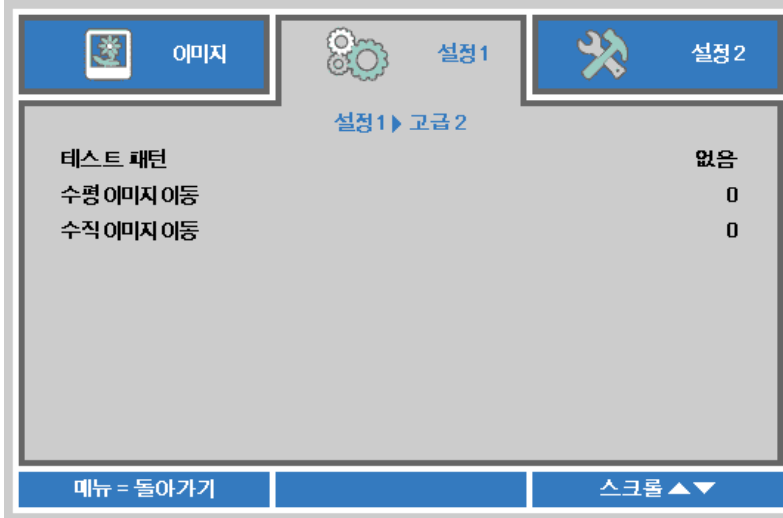 이미지
설정1
설정2
설정1▶고급2
테스트 패턴 없음
수평 이미지 이동 0
수직 이미지 이동 0
메뉴 = 돌아가기
스크롤 ▲▼